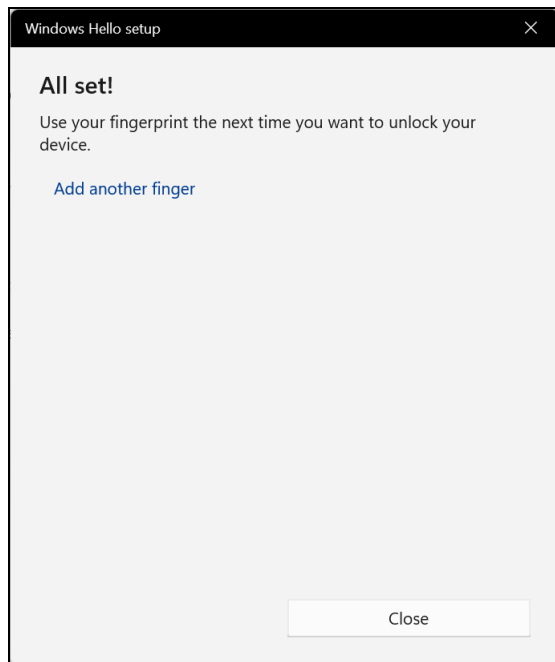 Windows Hello setup
All set!
Use your fingerprint the next time you want to unlock your
device.
Add another finger
Close